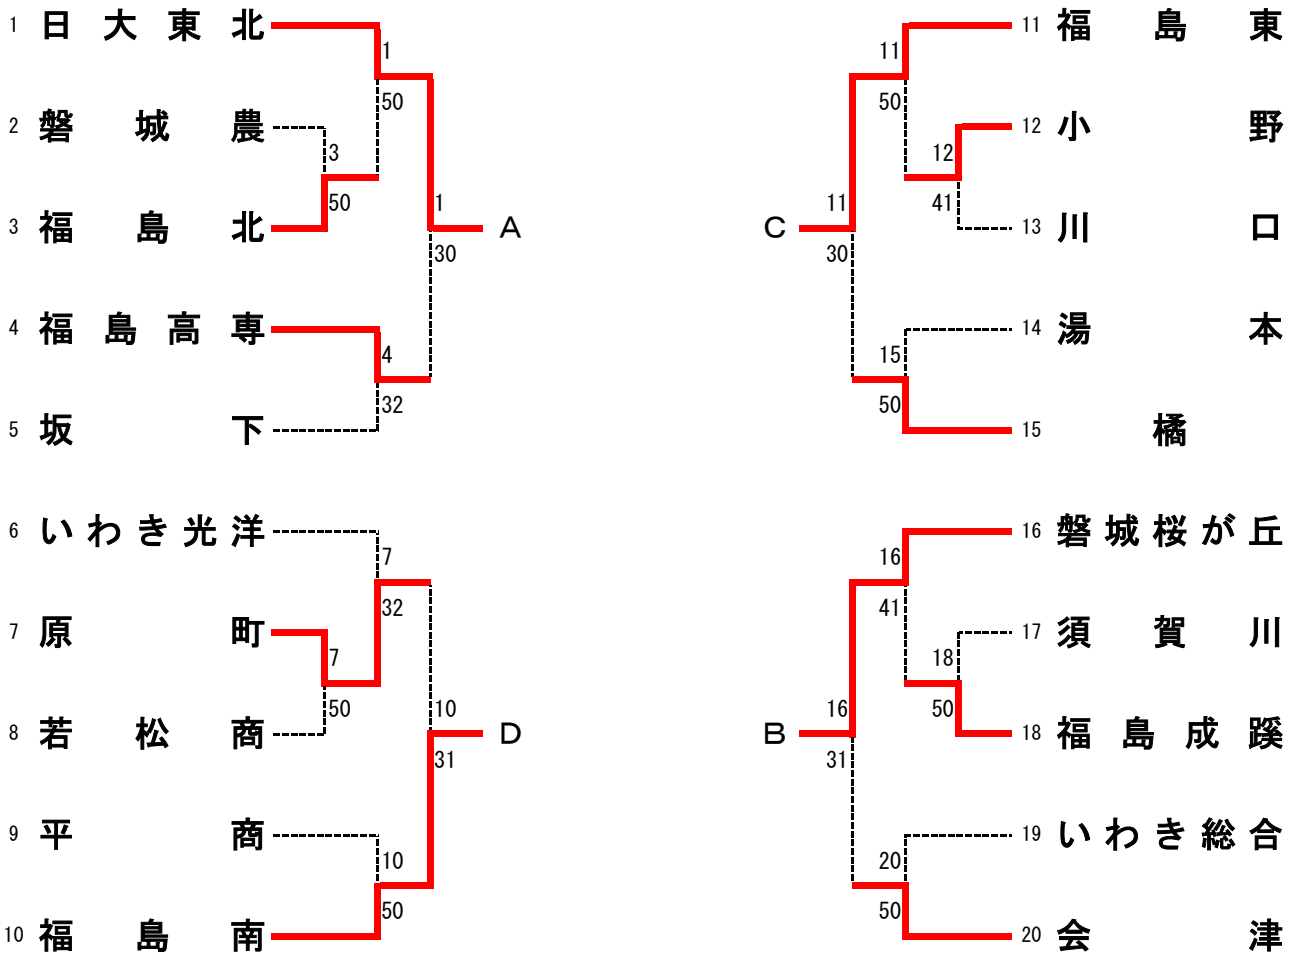 1 日大東北
1
50
2 磐城農
3
50
3 福島北
1
A
30
4 福島高専
4
32
5 坂下
6 いわき光洋
7
32
7 原町
7
50
8 若松商
10
D
31
9 平商
10
50
10 福島南
11 福島東
11
50
12 小野
12
41
13 川口
11
C
30
14 湯本
15
50
15 橘
16 磐城桜が丘
16
41
17 須賀川
18
50
18 福島成蹊
16
B
31
19 いわき総合
20
50
20 会津